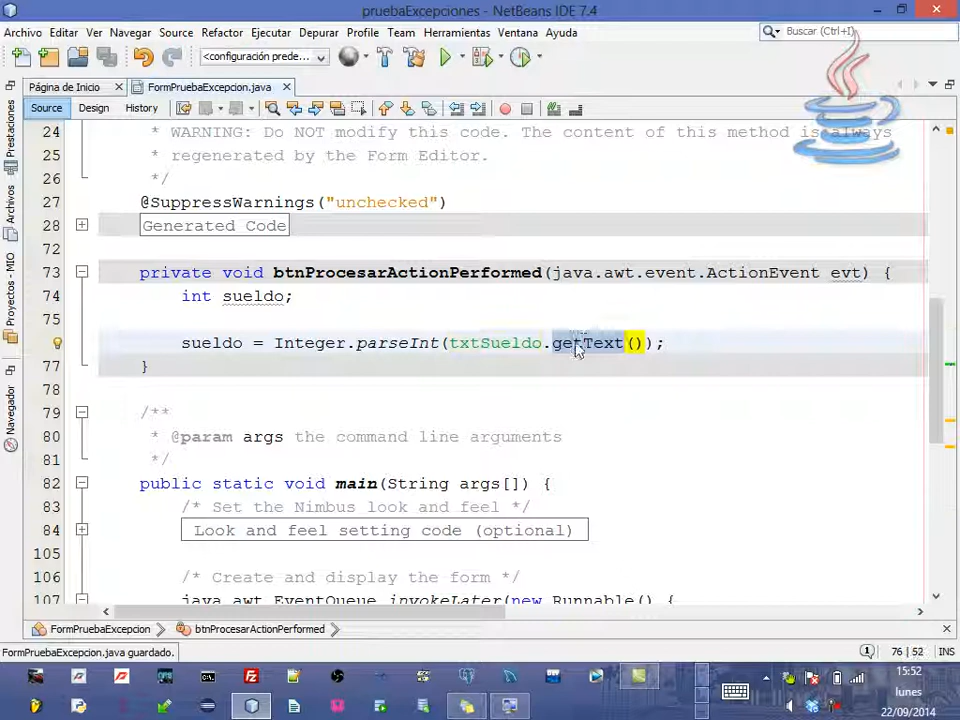 pruebaExcepciones - NetBeans IDE 7.4
Archivo Editar Ver Navegar Source Refactor Ejecutar Depurar Profile Team Herramientas Ventana Ayuda
Buscar (Ctrl+I)
<configuración prede...
Página de Inicio
FormPruebaExcepcion.java
Source Design History
Prestaciones
Archivos
Proyectos - MIO
Navegador
24 * WARNING: Do NOT modify this code. The content of this method is always
25 * regenerated by the Form Editor.
26 */
27 @SuppressWarnings("unchecked")
28 Generated Code
72
73 private void btnProcesarActionPerformed(java.awt.event.ActionEvent evt) {
74 int sueldo;
75
sueldo = Integer.parseInt(txtSueldo.getText());
77 }
78
79 /**
80 * @param args the command line arguments
81 */
82 public static void main(String args[]) {
83 /* Set the Nimbus look and feel */
84 Look and feel setting code (optional)
105
106 /* Create and display the form */
107 java.awt.EventQueue.invokeLater(new Runnable() {
FormPruebaExcepcion btnProcesarActionPerformed
FormPruebaExcepcion.java guardado.
1
76 | 52 INS
15:52
lunes
22/09/2014